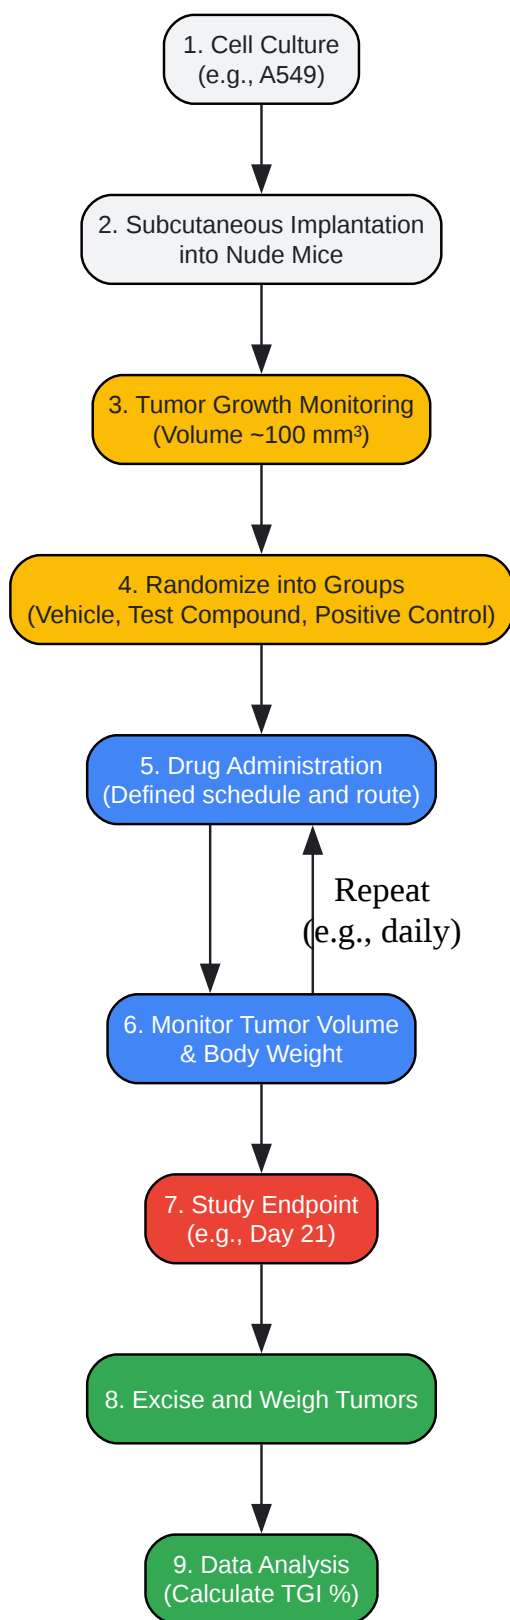 1. Cell Culture
(e.g., A549)
2. Subcutaneous Implantation
into Nude Mice
3. Tumor Growth Monitoring
(Volume ~100 mm³)
4. Randomize into Groups
(Vehicle, Test Compound, Positive Control)
5. Drug Administration
(Defined schedule and route)
Repeat
(e.g., daily)
6. Monitor Tumor Volume
& Body Weight
7. Study Endpoint
(e.g., Day 21)
8. Excise and Weigh Tumors
9. Data Analysis
(Calculate TGI %)